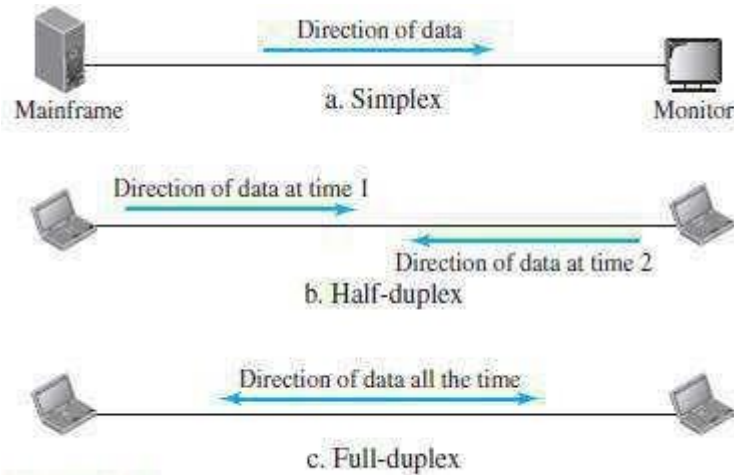 Direction of data
Mainframe
a. Simplex
Monitor
Direction of data at time 1
Direction of data at time 2
b. Half-duplex
Direction of data all the time
c. Full-duplex